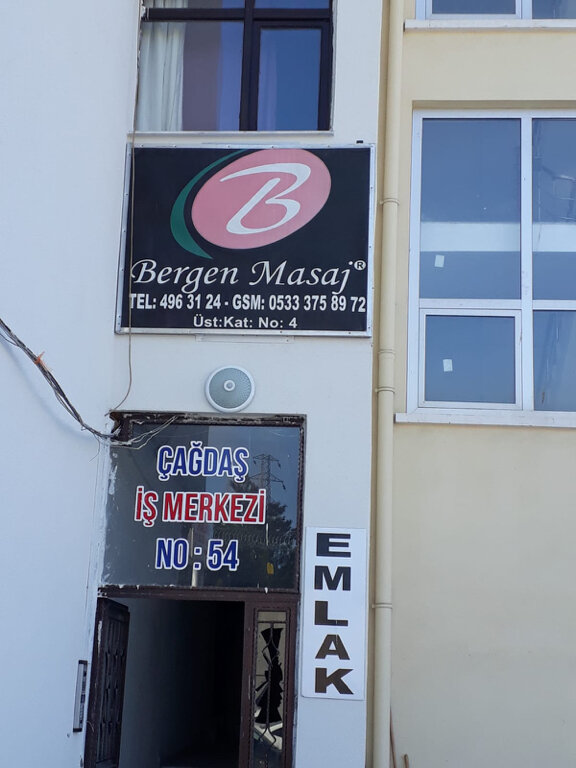 B
Bergen Masaj®
TEL: 496 31 24 - GSM: 0533 375 89 72
Üst:Kat: No: 4
ÇAĞDAŞ
İŞ MERKEZİ
NO : 54
EMLAK